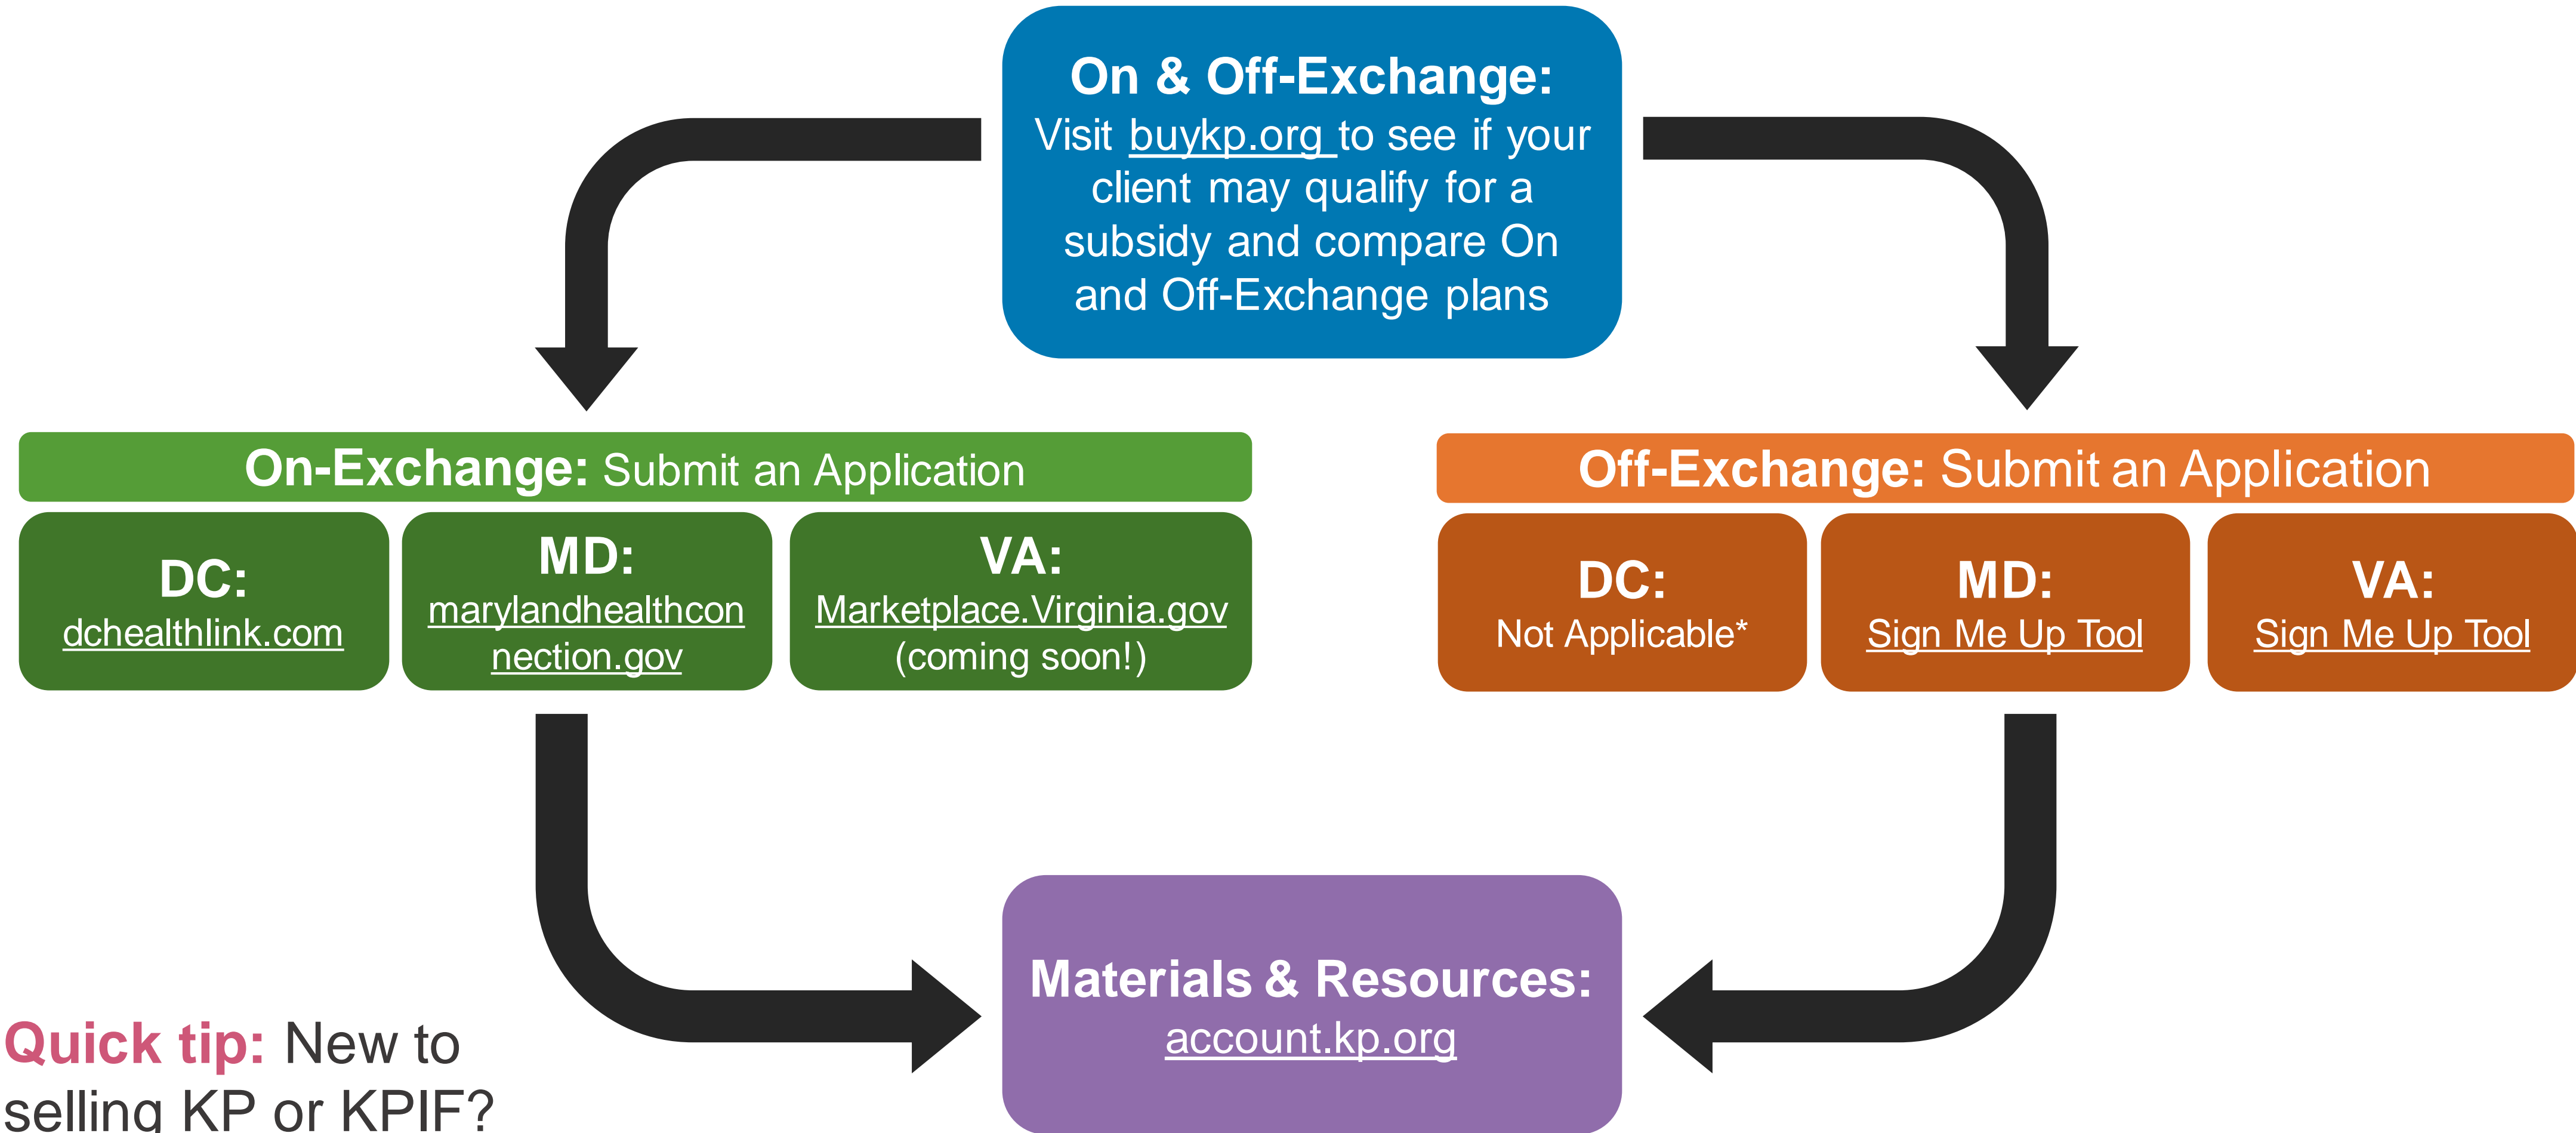 On & Off-Exchange:
Visit buykp.org to see if your
client may qualify for a
subsidy and compare On
and Off-Exchange plans
On-Exchange: Submit an Application
DC:
dchealthlink.com
MD:
marylandhealthcon
nection.gov
VA:
Marketplace.Virginia.gov
(coming soon!)
Off-Exchange: Submit an Application
DC:
Not Applicable*
MD:
Sign Me Up Tool
VA:
Sign Me Up Tool
Materials & Resources:
account.kp.org
Quick tip: New to
selling KP or KPIF?